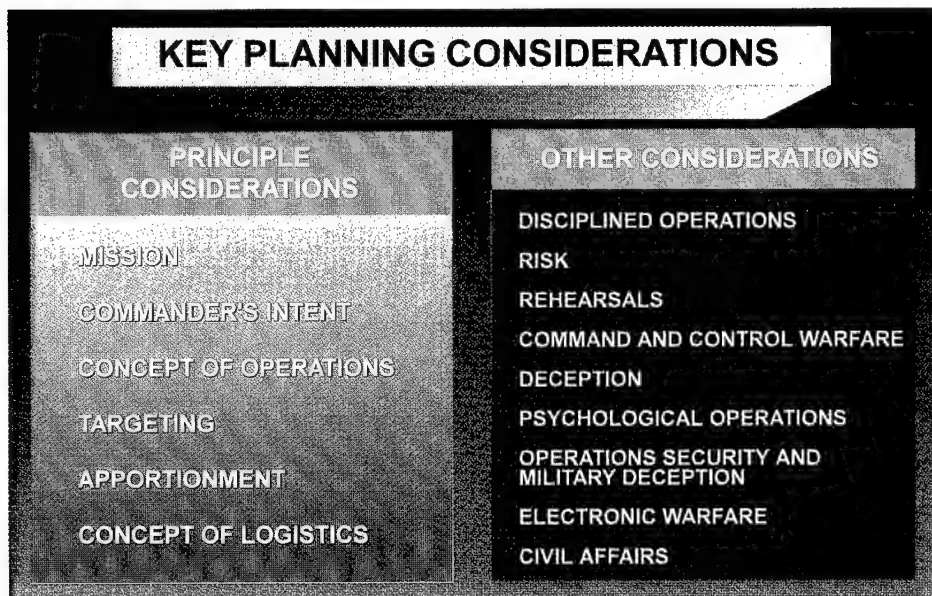 KEY PLANNING CONSIDERATIONS
PRINCIPLE
CONSIDERATIONS
MISSION
COMMANDER'S INTENT
CONCEPT OF OPERATIONS
TARGETING
APPORTIONMENT
CONCEPT OF LOGISTICS
OTHER CONSIDERATIONS
DISCIPLINED OPERATIONS
RISK
REHEARSALS
COMMAND AND CONTROL WARFARE
DECEPTION
PSYCHOLOGICAL OPERATIONS
OPERATIONS SECURITY AND
MILITARY DECEPTION
ELECTRONIC WARFARE
CIVIL AFFAIRS